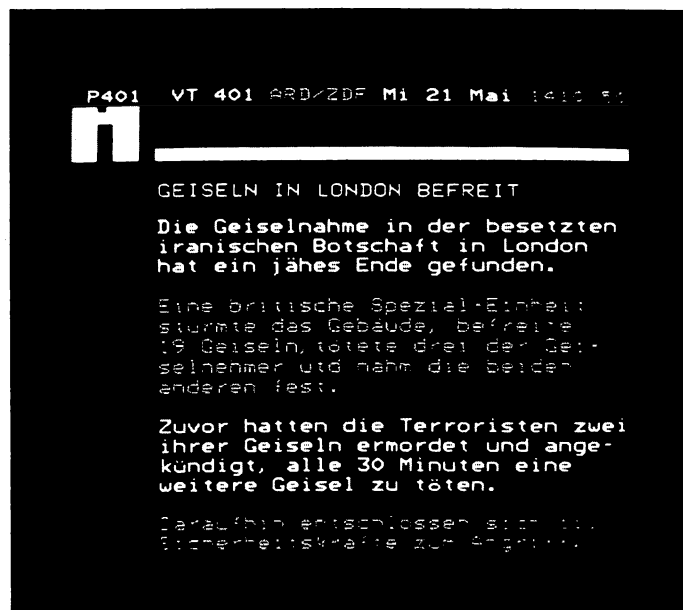 P401 VT 401 ARD/ZDF Mi 21 Mai
GEISELN IN LONDON BEFREIT
Die Geiselnahme in der besetzten
iranischen Botschaft in London
hat ein jähes Ende gefunden.
Eine britische Spezial-Einheit
stürmte das Gebäude, befreite
19 Geiseln, tötete drei der Gei-
selnehmer utd nahm die beiden
anderen fest.
Zuvor hatten die Terroristen zwei
ihrer Geiseln ermordet und ange-
kündigt, alle 30 Minuten eine
weitere Geisel zu töten.
Daraufhin entschlossen sich
Sicherheitskräfte zum Angriff.